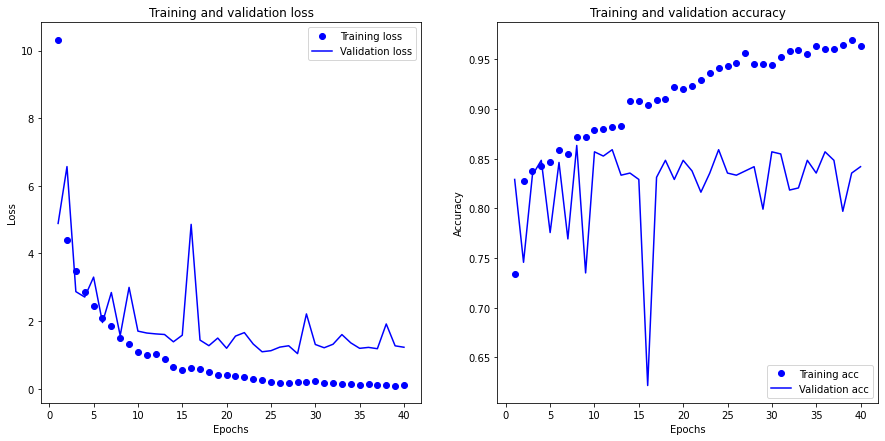 Training and validation loss
Training loss
Validation loss
10
8
6
4
2
0
Loss
0 5 10 15 20 25 30 35 40
Epochs
Training and validation accuracy
0.95
0.90
0.85
0.80
0.75
0.70
0.65
Accuracy
Training acc
Validation acc
0 5 10 15 20 25 30 35 40
Epochs